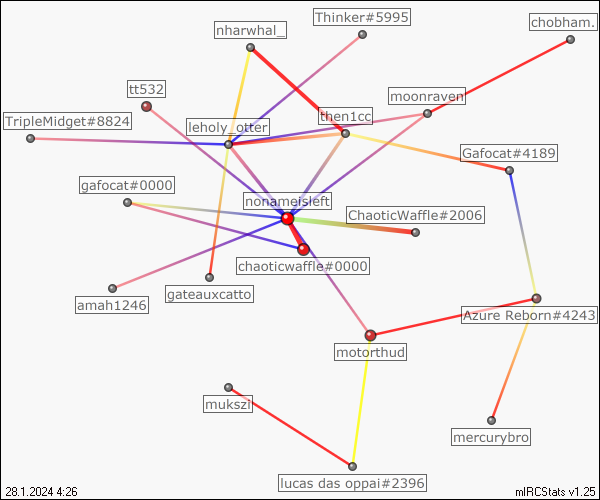 Thinker#5995
chobham.
nharwhal_
tt532
moonraven
then1cc
TripleMidget#8824
leholy_otter
Gafocat#4189
gafocat#0000
nonameisleft
ChaoticWaffle#2006
chaoticwaffle#0000
gateauxcatto
amah1246
Azure Reborn#4243
motorthud
mukszi
mercurybro
lucas das oppai#2396
28.1.2024 4:26
mIRCStats v1.25